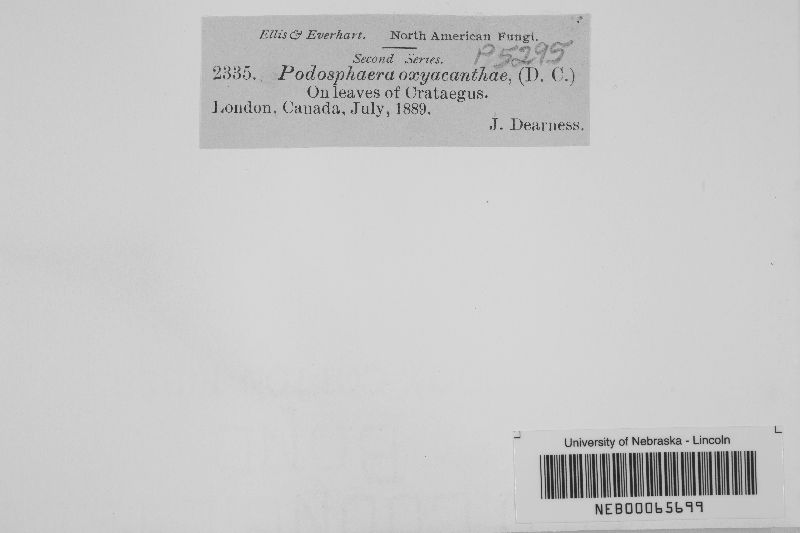 Ellis & Everhart. North American Fungi.
Second Series.
P5295
2335. Podosphaera oxyacanthae, (D. C.)
On leaves of Crataegus.
London, Canada, July, 1889.
J. Dearness.
University of Nebraska - Lincoln
NEB00065699